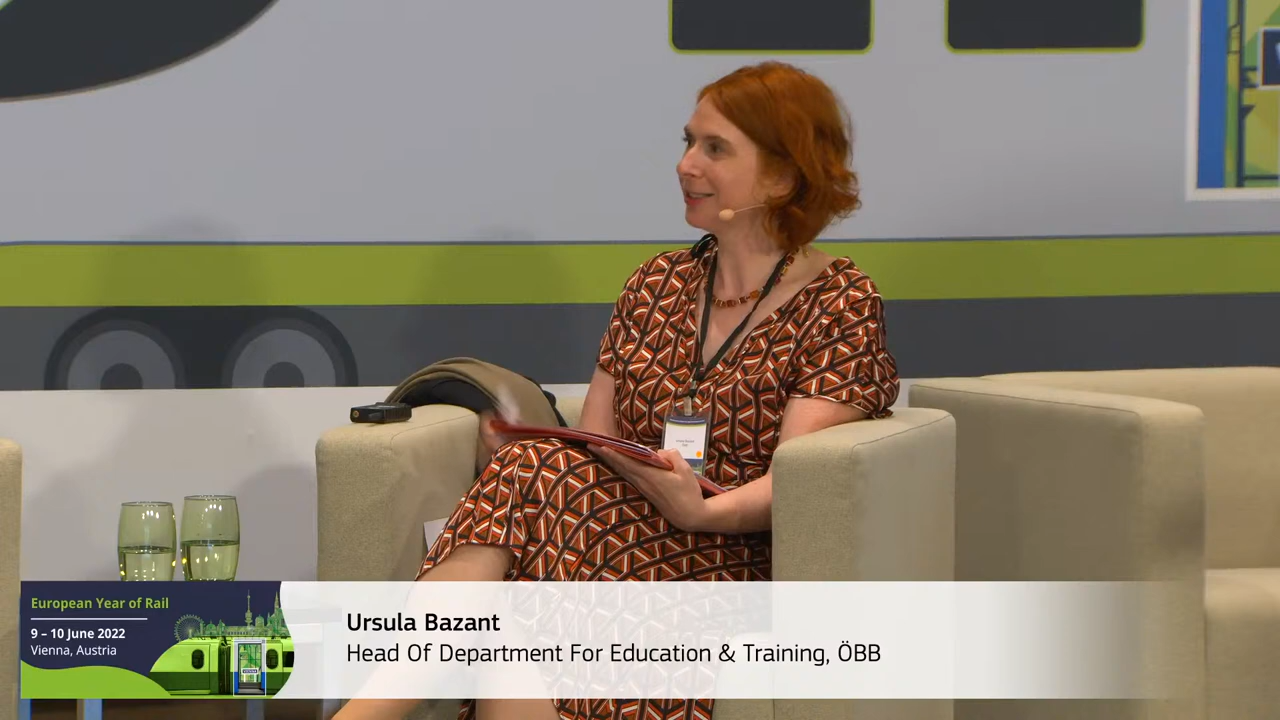 European Year of Rail
9 – 10 June 2022
Vienna, Austria
Ursula Bazant
Head Of Department For Education & Training, ÖBB